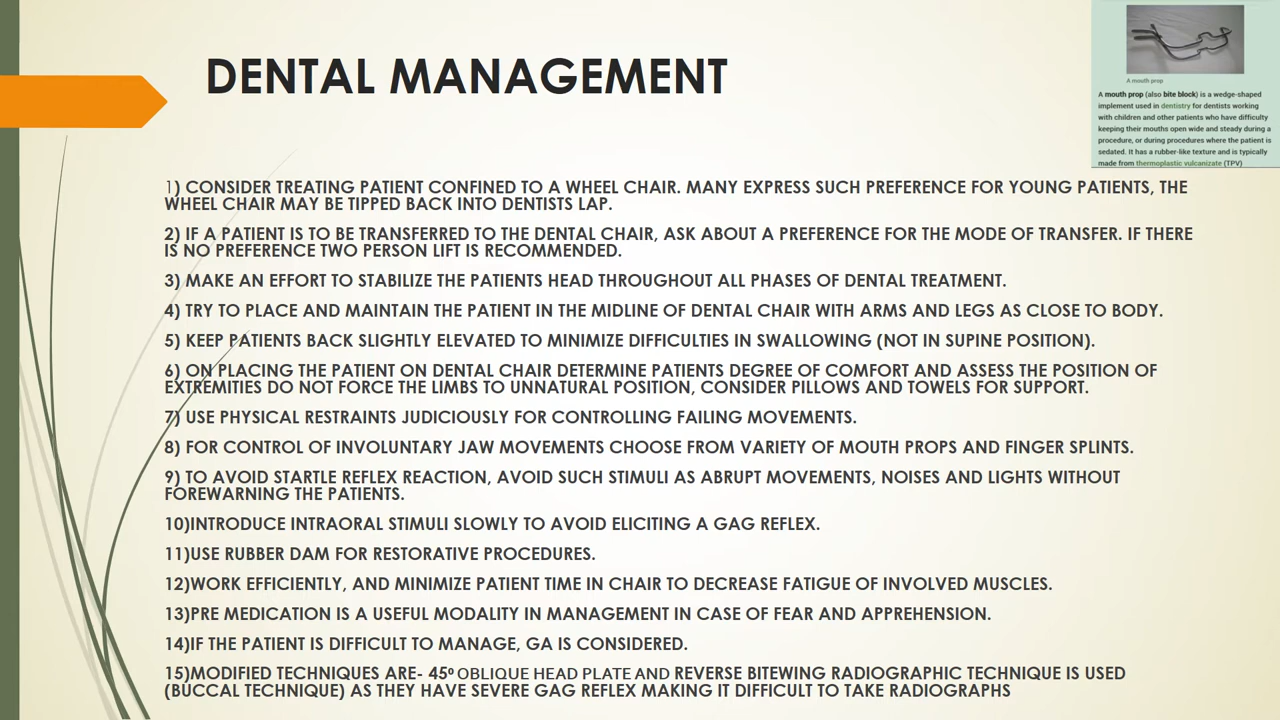 DENTAL MANAGEMENT
A mouth prop
A mouth prop (also bite block) is a wedge-shaped
implement used in dentistry for dentists working
with children and other patients who have difficulty
keeping their mouths open wide and steady during a
procedure, or during procedures where the patient is
sedated. It has a rubber-like texture and is typically
made from thermoplastic vulcanizate (TPV)
1) CONSIDER TREATING PATIENT CONFINED TO A WHEEL CHAIR. MANY EXPRESS SUCH PREFERENCE FOR YOUNG PATIENTS, THE
WHEEL CHAIR MAY BE TIPPED BACK INTO DENTISTS LAP.
2) IF A PATIENT IS TO BE TRANSFERRED TO THE DENTAL CHAIR, ASK ABOUT A PREFERENCE FOR THE MODE OF TRANSFER. IF THERE
IS NO PREFERENCE TWO PERSON LIFT IS RECOMMENDED.
3) MAKE AN EFFORT TO STABILIZE THE PATIENTS HEAD THROUGHOUT ALL PHASES OF DENTAL TREATMENT.
4) TRY TO PLACE AND MAINTAIN THE PATIENT IN THE MIDLINE OF DENTAL CHAIR WITH ARMS AND LEGS AS CLOSE TO BODY.
5) KEEP PATIENTS BACK SLIGHTLY ELEVATED TO MINIMIZE DIFFICULTIES IN SWALLOWING (NOT IN SUPINE POSITION).
6) ON PLACING THE PATIENT ON DENTAL CHAIR DETERMINE PATIENTS DEGREE OF COMFORT AND ASSESS THE POSITION OF
EXTREMITIES DO NOT FORCE THE LIMBS TO UNNATURAL POSITION, CONSIDER PILLOWS AND TOWELS FOR SUPPORT.
7) USE PHYSICAL RESTRAINTS JUDICIOUSLY FOR CONTROLLING FAILING MOVEMENTS.
8) FOR CONTROL OF INVOLUNTARY JAW MOVEMENTS CHOOSE FROM VARIETY OF MOUTH PROPS AND FINGER SPLINTS.
9) TO AVOID STARTLE REFLEX REACTION, AVOID SUCH STIMULI AS ABRUPT MOVEMENTS, NOISES AND LIGHTS WITHOUT
FOREWARNING THE PATIENTS.
10)INTRODUCE INTRAORAL STIMULI SLOWLY TO AVOID ELICITING A GAG REFLEX.
11)USE RUBBER DAM FOR RESTORATIVE PROCEDURES.
12)WORK EFFICIENTLY, AND MINIMIZE PATIENT TIME IN CHAIR TO DECREASE FATIGUE OF INVOLVED MUSCLES.
13)PRE MEDICATION IS A USEFUL MODALITY IN MANAGEMENT IN CASE OF FEAR AND APPREHENSION.
14)IF THE PATIENT IS DIFFICULT TO MANAGE, GA IS CONSIDERED.
15)MODIFIED TECHNIQUES ARE- 45⁰ OBLIQUE HEAD PLATE AND REVERSE BITEWING RADIOGRAPHIC TECHNIQUE IS USED
(BUCCAL TECHNIQUE) AS THEY HAVE SEVERE GAG REFLEX MAKING IT DIFFICULT TO TAKE RADIOGRAPHS